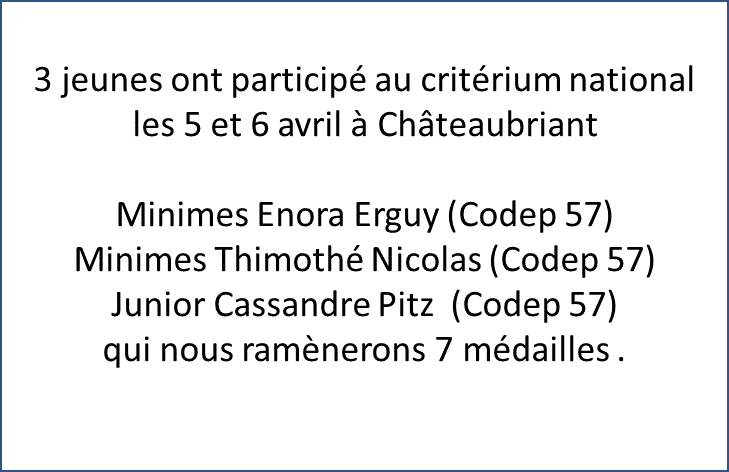 3 jeunes ont participé au critérium national
les 5 et 6 avril à Châteaubriant
Minimes Enora Erguy (Codep 57)
Minimes Thimothé Nicolas (Codep 57)
Junior Cassandre Pitz  (Codep 57)
qui nous ramènerons 7 médailles .